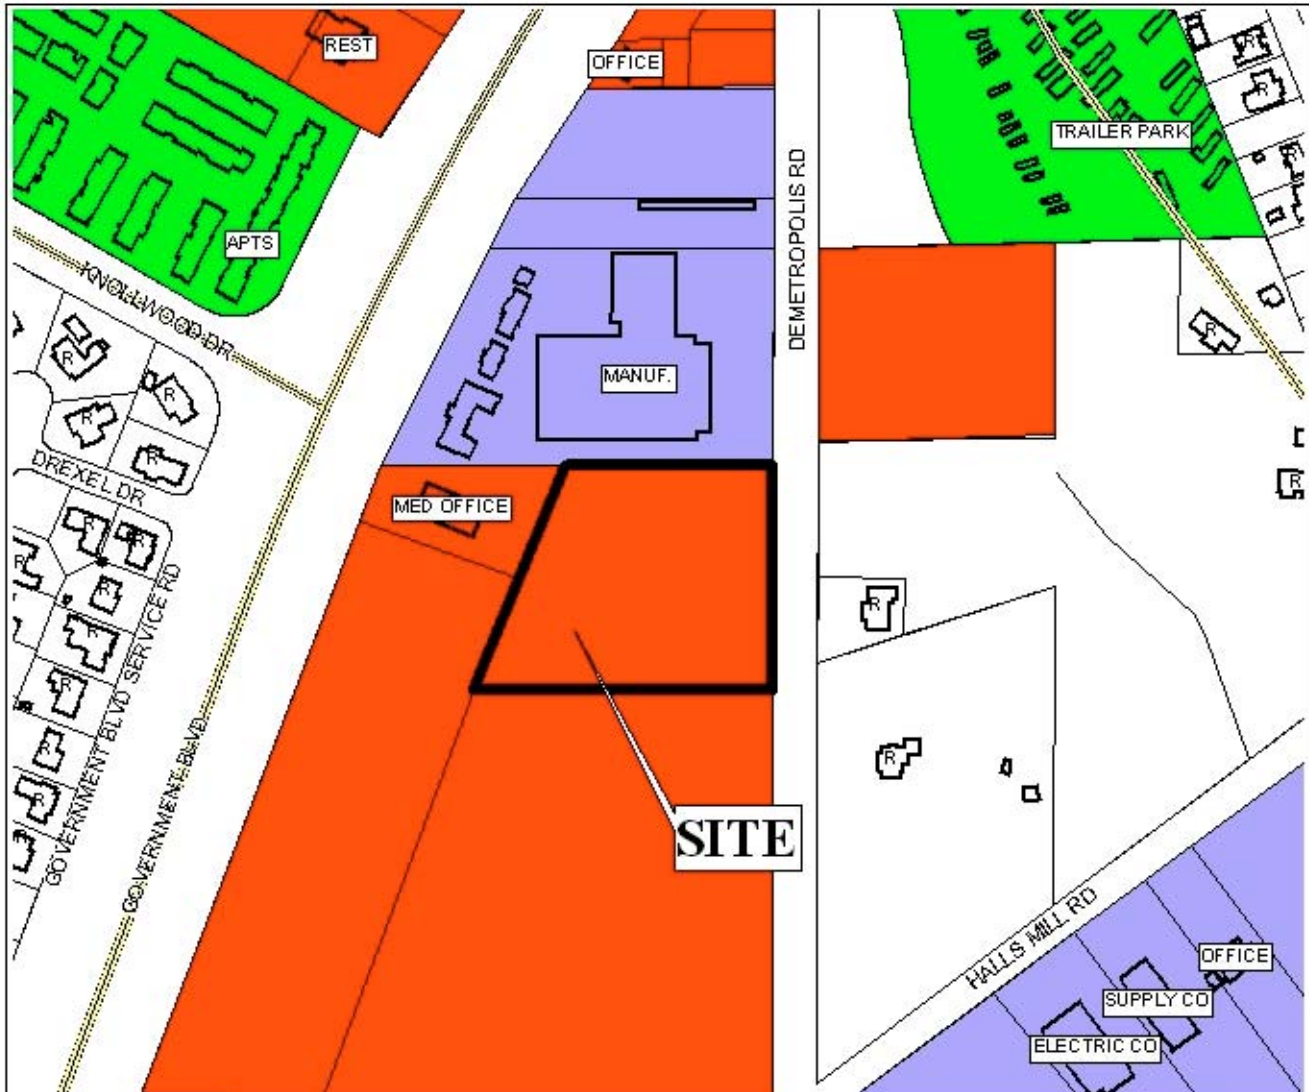 REST
OFFICE
TRAILER PARK
R
R
DEMETROPOLIS RD
APTS
KNOLLWOOD DR
R
R
R
R
R
MANUF.
DREXEL DR
R
MED OFFICE
R
R
R
R
R
R
GOVERNMENT BLVD SERVICE RD
R
R
R
R
GOVERNMENT BLVD
SITE
HALLS MILL RD
OFFICE
SUPPLY CO
ELECTRIC CO